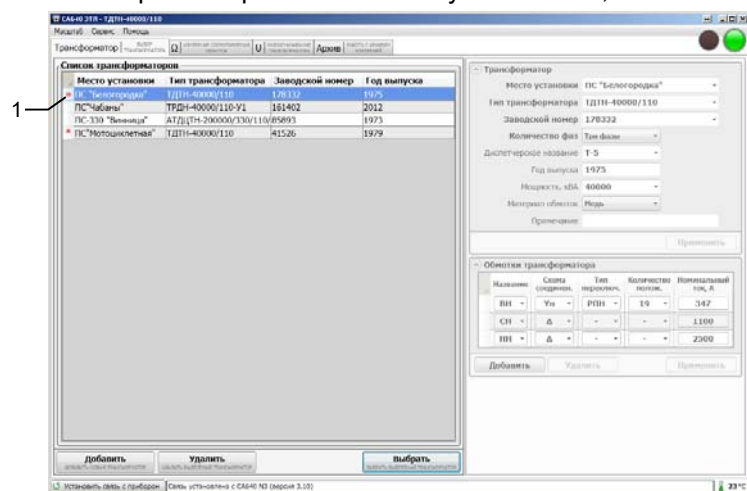 СА640 ЭТЛ - ТДТН-40000/110
Масштаб Сервис Помощь
Трансформатор
Ω
U
Архив
Список трансформаторов
Место установки Тип трансформатора Заводской номер Год выпуска
1
* ПС "Белогородка" ТДТН-40000/110 178332 1975
ПС"Чабаны" ТРДН-40000/110-У1 161402 2012
ПС-330 "Винница" АТДЦТН-200000/330/110/ 85893 1973
* ПС"Мотоциклетная" ТДТН-40000/110 41526 1979
Добавить
Удалить
Выбрать
Трансформатор
Место установки ПС "Белогородка"
Тип трансформатора ТДТН-40000/110
Заводской номер 178332
Количество фаз Три фазы
Диспетчерское название Т-5
Год выпуска 1975
Мощность, кВА 40000
Материал обмоток Медь
Примечание
Применить
Обмотки трансформатора
Название Схема соединен. Тип переключ. Количество полож. Номинальный ток, А
ВН Ун РПН 19 347
СН Δ - - 1100
НН Δ - - 2500
Добавить Удалить Применить
Установить связь с прибором Связь установлена с СА640 N3 (версия 3.10) 23 °C